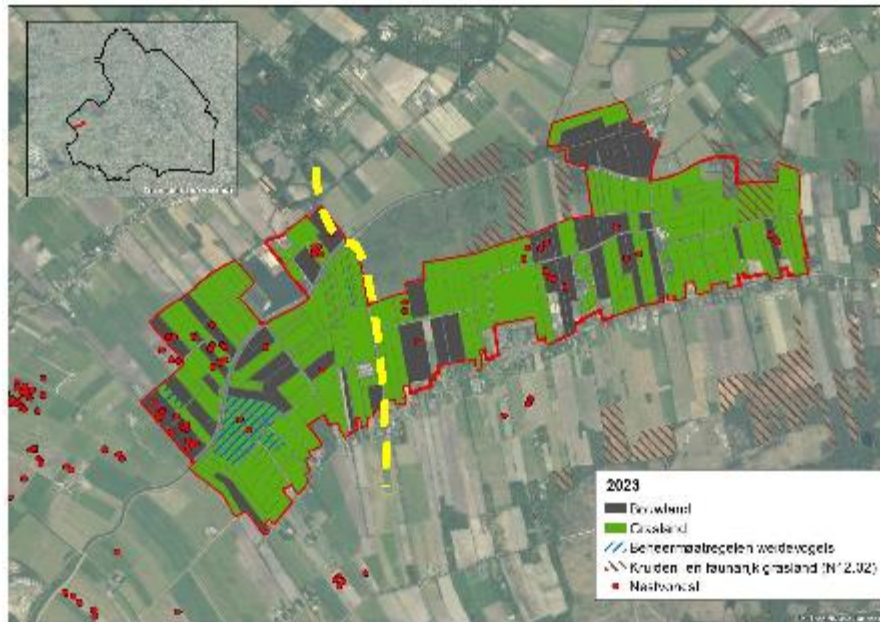 2023
Bouwland
Grasland
Beheermaatregelen weidevogels
Kruiden- en faunarijk grasland (N12.02)
Nestvondst